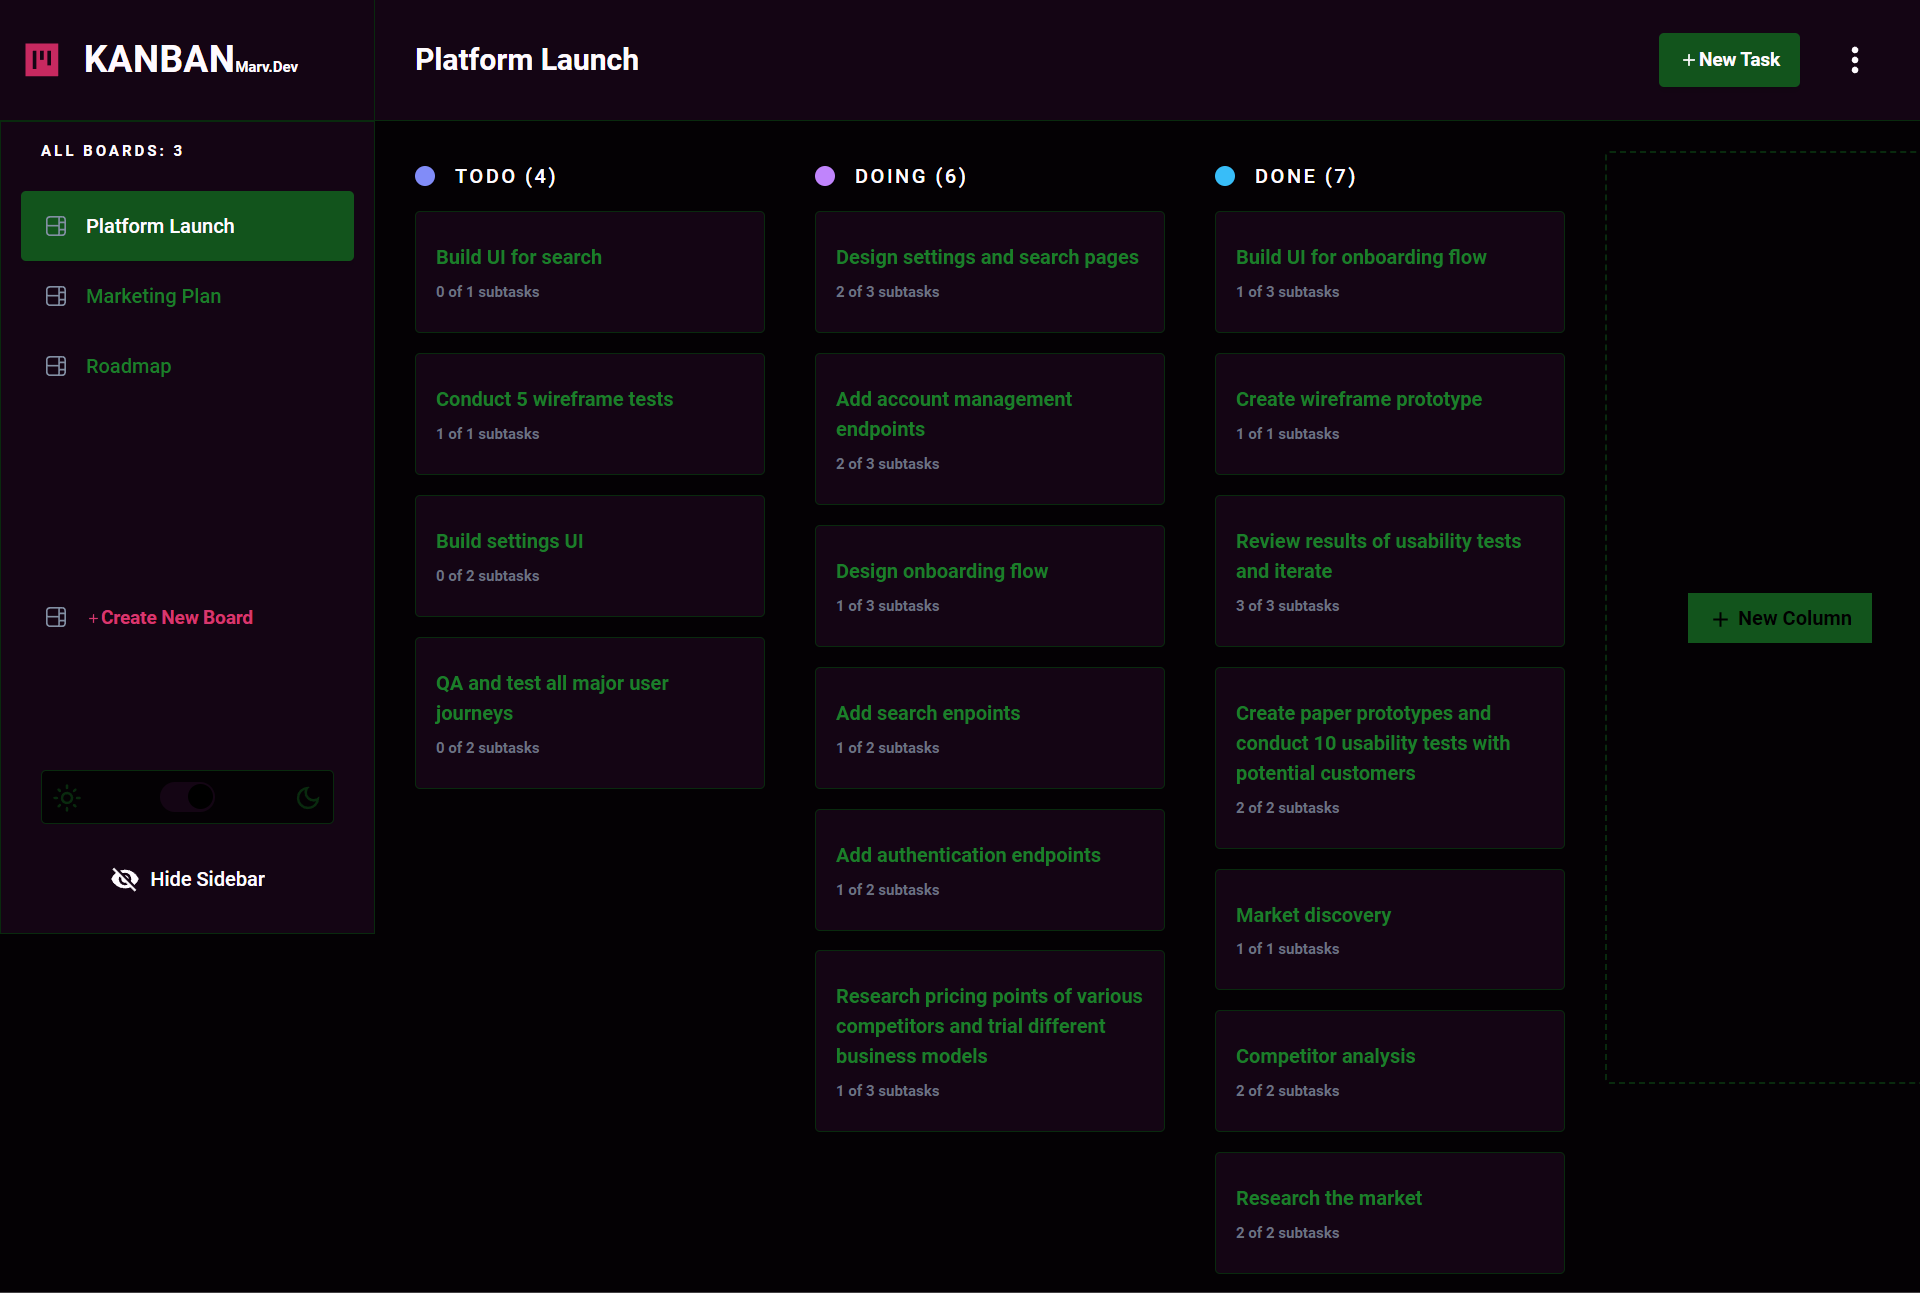 KANBAN Marv.Dev
Platform Launch
+ New Task
ALL BOARDS: 3
Platform Launch
Marketing Plan
Roadmap
+ Create New Board
Hide Sidebar
TODO (4)
Build UI for search
0 of 1 subtasks
Conduct 5 wireframe tests
1 of 1 subtasks
Build settings UI
0 of 2 subtasks
QA and test all major user
journeys
0 of 2 subtasks
DOING (6)
Design settings and search pages
2 of 3 subtasks
Add account management
endpoints
2 of 3 subtasks
Design onboarding flow
1 of 3 subtasks
Add search enpoints
1 of 2 subtasks
Add authentication endpoints
1 of 2 subtasks
Research pricing points of various
competitors and trial different
business models
1 of 3 subtasks
DONE (7)
Build UI for onboarding flow
1 of 3 subtasks
Create wireframe prototype
1 of 1 subtasks
Review results of usability tests
and iterate
3 of 3 subtasks
Create paper prototypes and
conduct 10 usability tests with
potential customers
2 of 2 subtasks
Market discovery
1 of 1 subtasks
Competitor analysis
2 of 2 subtasks
Research the market
2 of 2 subtasks
+ New Column